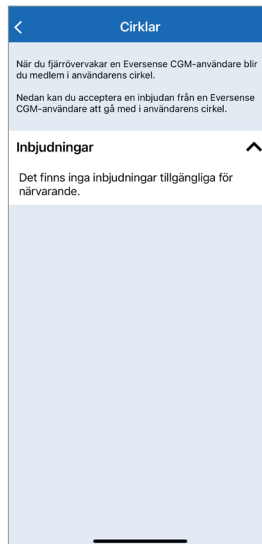 Cirklar
När du fjärrövervakar en Eversense CGM-användare blir
du medlem i användarens cirkel.
Nedan kan du acceptera en inbjudan från en Eversense
CGM-användare att gå med i användarens cirkel.
Inbjudningar
Det finns inga inbjudningar tillgängliga för
närvarande.